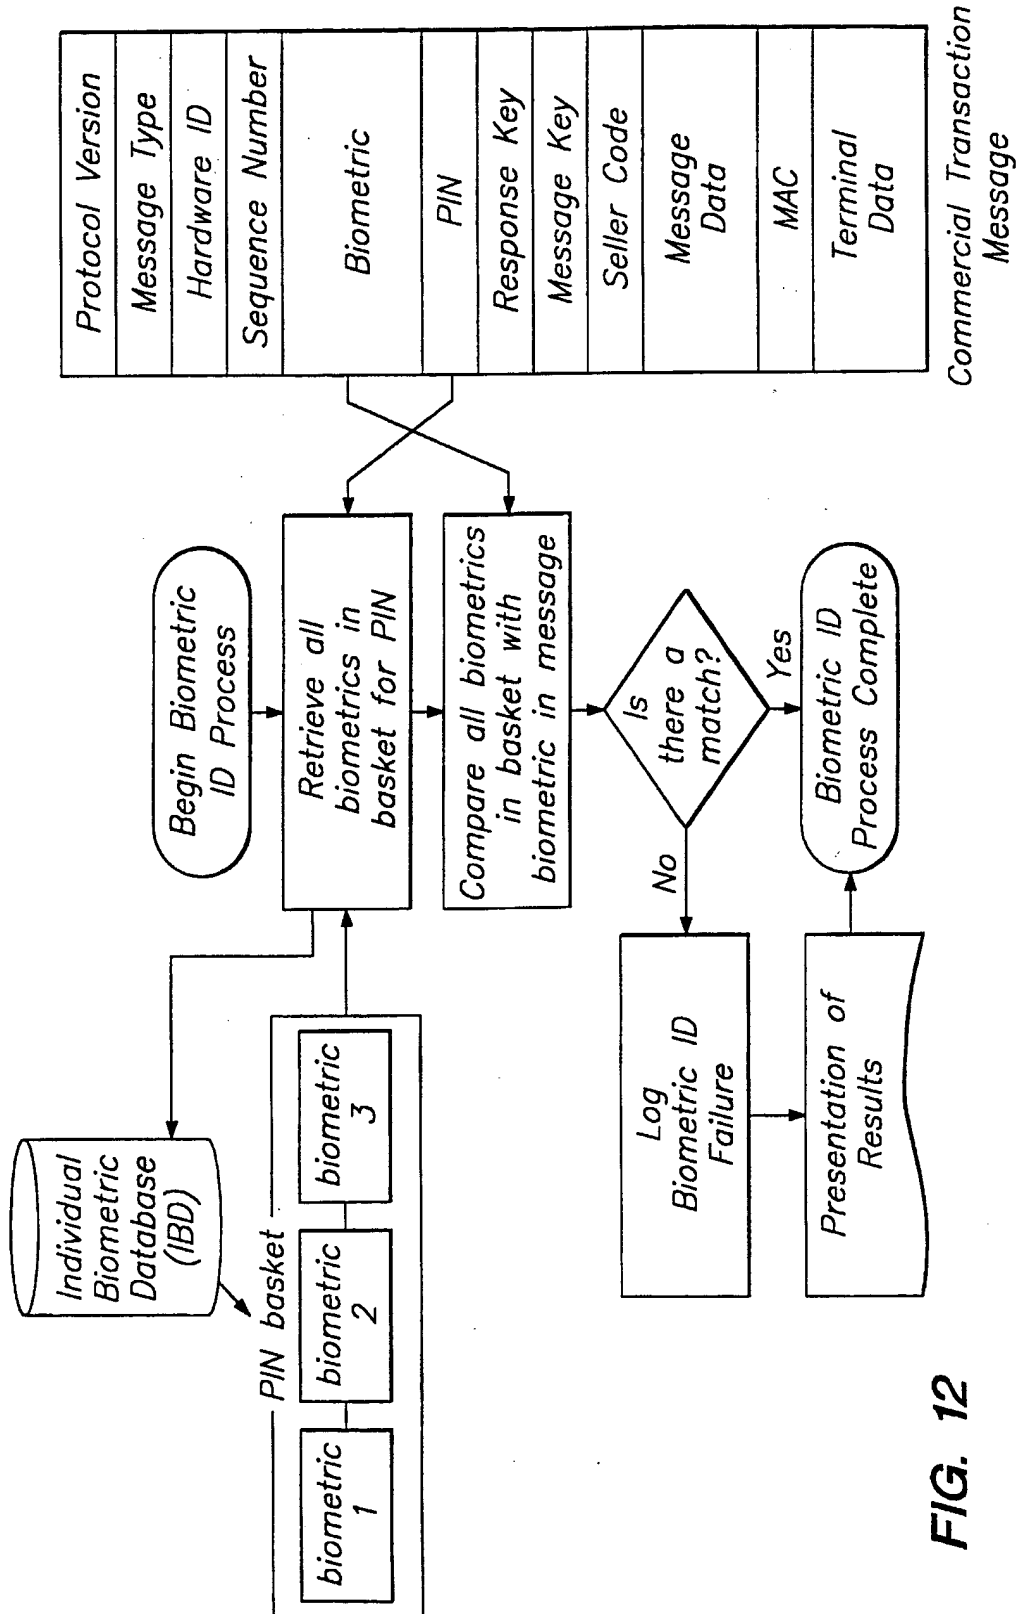 Individual
Biometric
Database
(IBD)
PIN basket
biometric
1
biometric
2
biometric
3
Begin Biometric
ID Process
Retrieve all
biometrics in
basket for PIN
Compare all biometrics
in basket with
biometric in message
Is
there a
match?
No
Yes
Log
Biometric ID
Failure
Presentation of
Results
Biometric ID
Process Complete
Protocol Version
Message Type
Hardware ID
Sequence Number
Biometric
PIN
Response Key
Message Key
Seller Code
Message
Data
MAC
Terminal
Data
Commercial Transaction
Message
FIG. 12